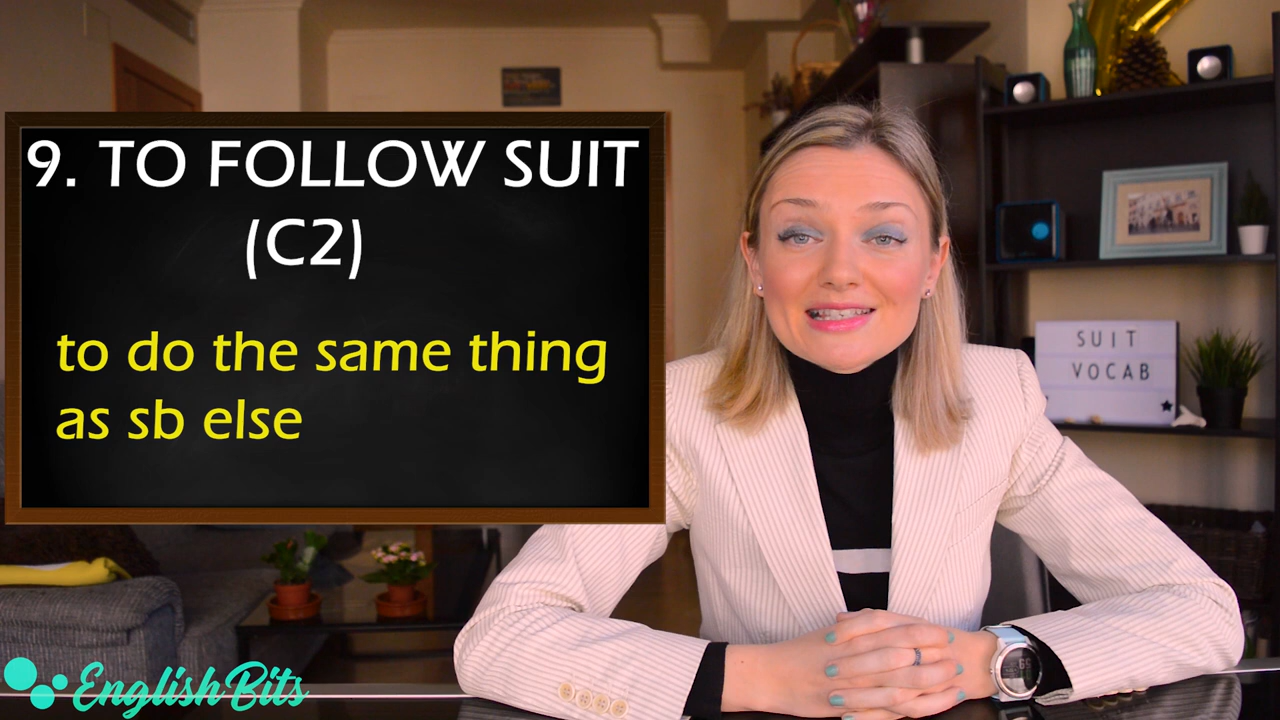 9. TO FOLLOW SUIT
(C2)
to do the same thing
as sb else
SUIT
VOCAB
EnglishBits